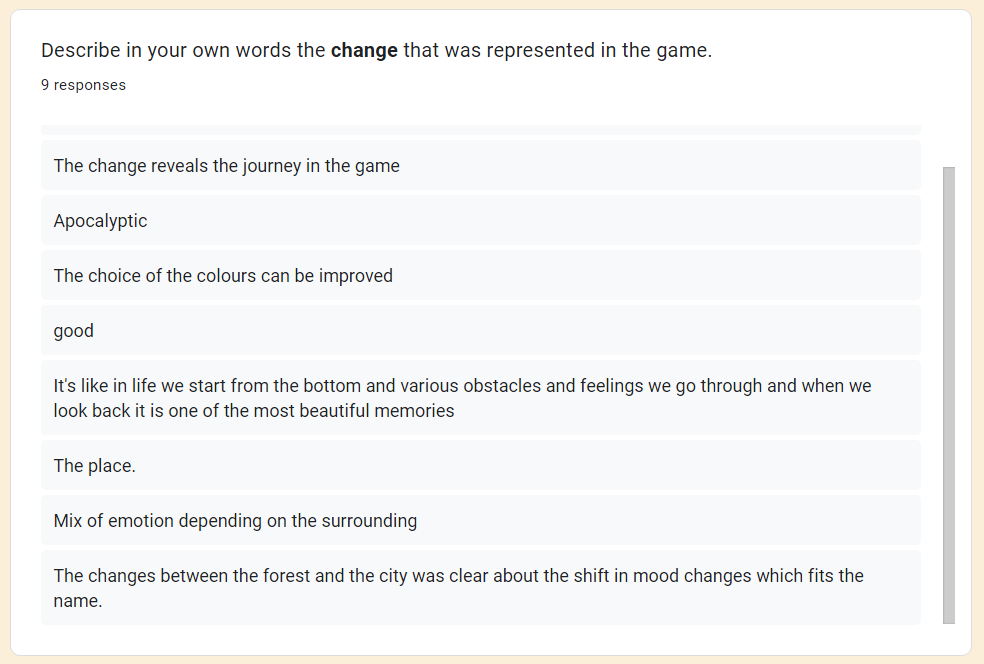 Describe in your own words the change that was represented in the game.
9 responses
The change reveals the journey in the game
Apocalyptic
The choice of the colours can be improved
good
It's like in life we start from the bottom and various obstacles and feelings we go through and when we
look back it is one of the most beautiful memories
The place.
Mix of emotion depending on the surrounding
The changes between the forest and the city was clear about the shift in mood changes which fits the
name.